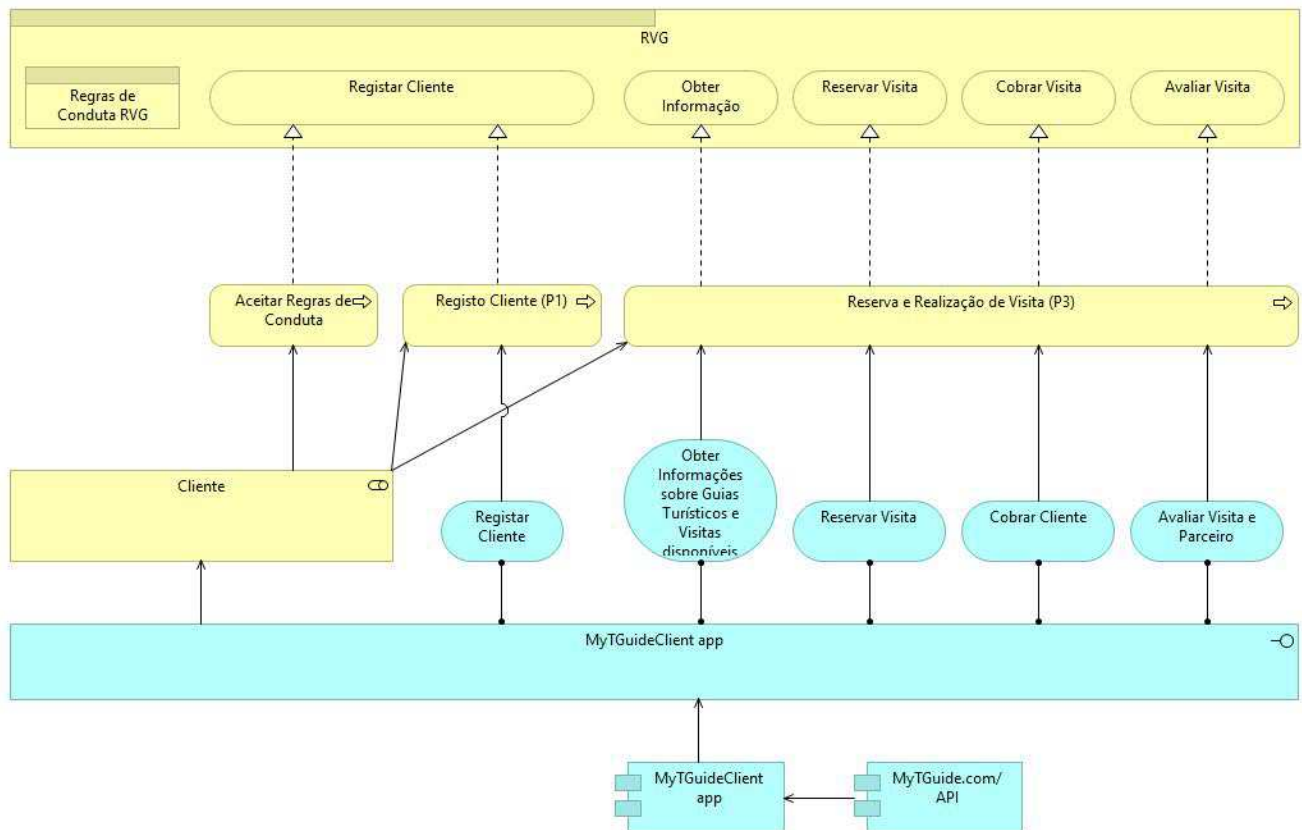 RVG
Regras de
Conduta RVG
Registar Cliente
Obter
Informação
Reservar Visita
Cobrar Visita
Avaliar Visita
Aceitar Regras de
Conduta
Registo Cliente (P1)
Reserva e Realização de Visita (P3)
Cliente
Registar
Cliente
Obter
Informações
sobre Guias
Turísticos e
Visitas
disponíveis
Reservar Visita
Cobrar Cliente
Avaliar Visita e
Parceiro
MyTGuideClient app
MyTGuideClient
app
MyTGuide.com/
API